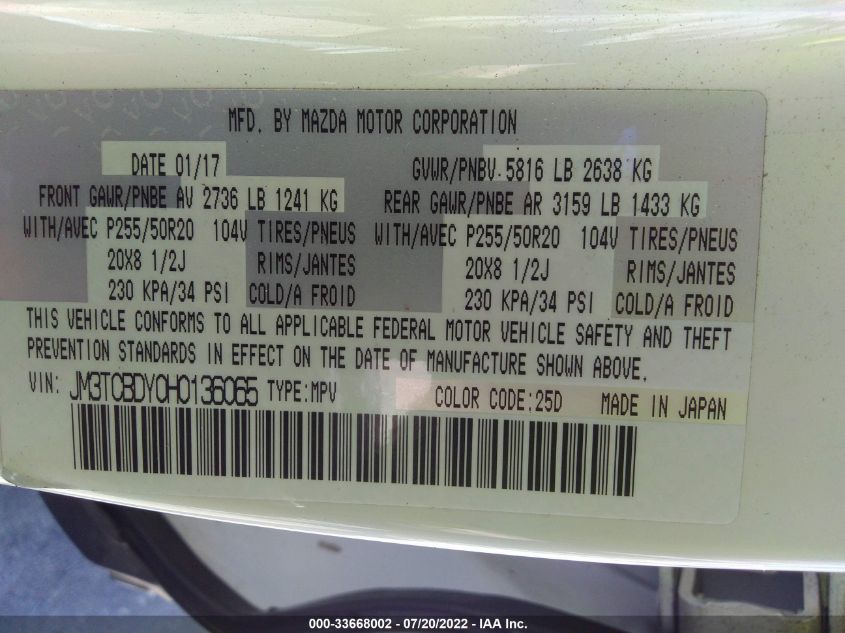 MFD. BY MAZDA MOTOR CORPORATION
DATE 01/17 GVWR/PNBV 5816 LB 2638 KG
FRONT GAWR/PNBE AV 2736 LB 1241 KG REAR GAWR/PNBE AR 3159 LB 1433 KG
WITH/AVEC P255/50R20 104V TIRES/PNEUS WITH/AVEC P255/50R20 104V TIRES/PNEUS
20X8 1/2J RIMS/JANTES 20X8 1/2J RIMS/JANTES
230 KPA/34 PSI COLD/A FROID 230 KPA/34 PSI COLD/A FROID
THIS VEHICLE CONFORMS TO ALL APPLICABLE FEDERAL MOTOR VEHICLE SAFETY AND THEFT
PREVENTION STANDARDS IN EFFECT ON THE DATE OF MANUFACTURE SHOWN ABOVE.
VIN: JM3TCBDY0H0136065 TYPE:MPV COLOR CODE:25D MADE IN JAPAN
000-33668002 - 07/20/2022 - IAA Inc.